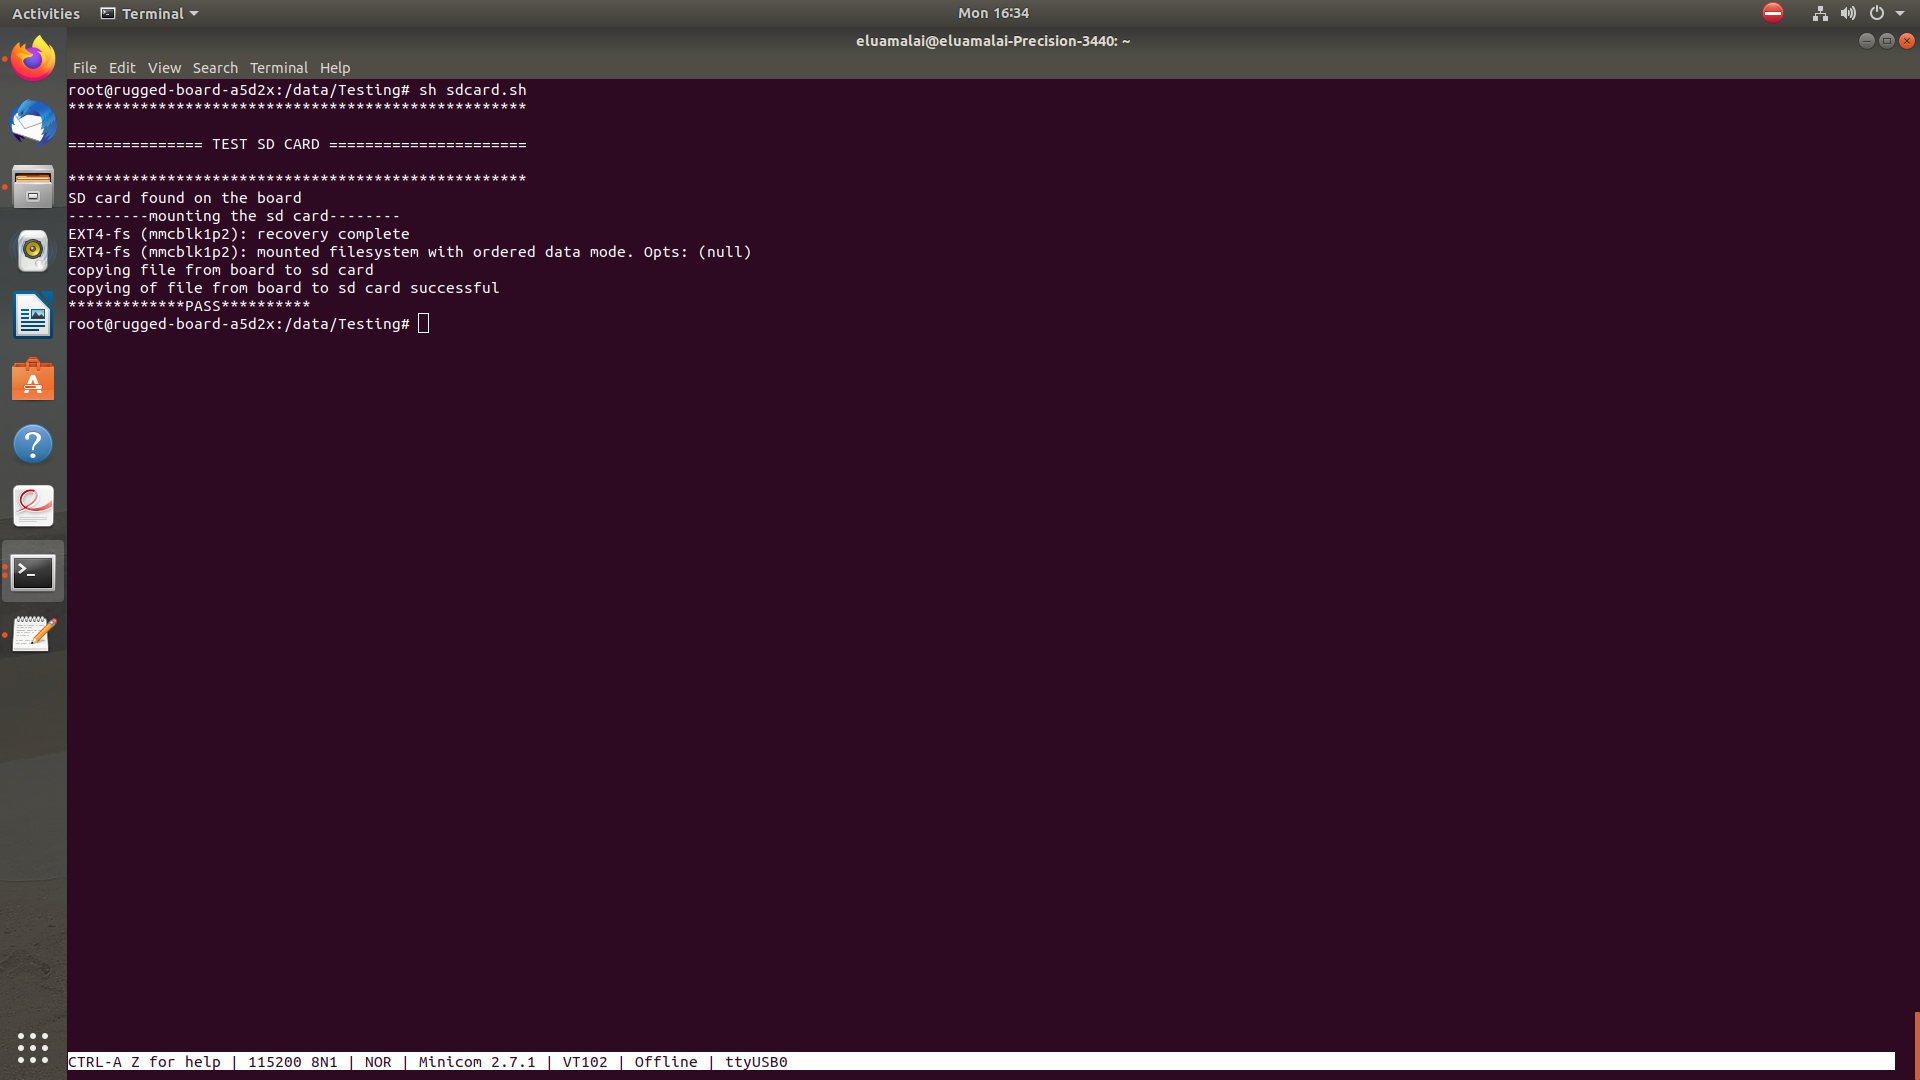 Activities Terminal Mon 16:34
eluamalai@eluamalai-Precision-3440: ~
File Edit View Search Terminal Help
root@rugged-board-a5d2x:/data/Testing# sh sdcard.sh
***************************************************
=============== TEST SD CARD ======================
***************************************************
SD card found on the board
---------mounting the sd card--------
EXT4-fs (mmcblk1p2): recovery complete
EXT4-fs (mmcblk1p2): mounted filesystem with ordered data mode. Opts: (null)
copying file from board to sd card
copying of file from board to sd card successful
*************PASS**********
root@rugged-board-a5d2x:/data/Testing#
CTRL-A Z for help | 115200 8N1 | NOR | Minicom 2.7.1 | VT102 | Offline | ttyUSB0